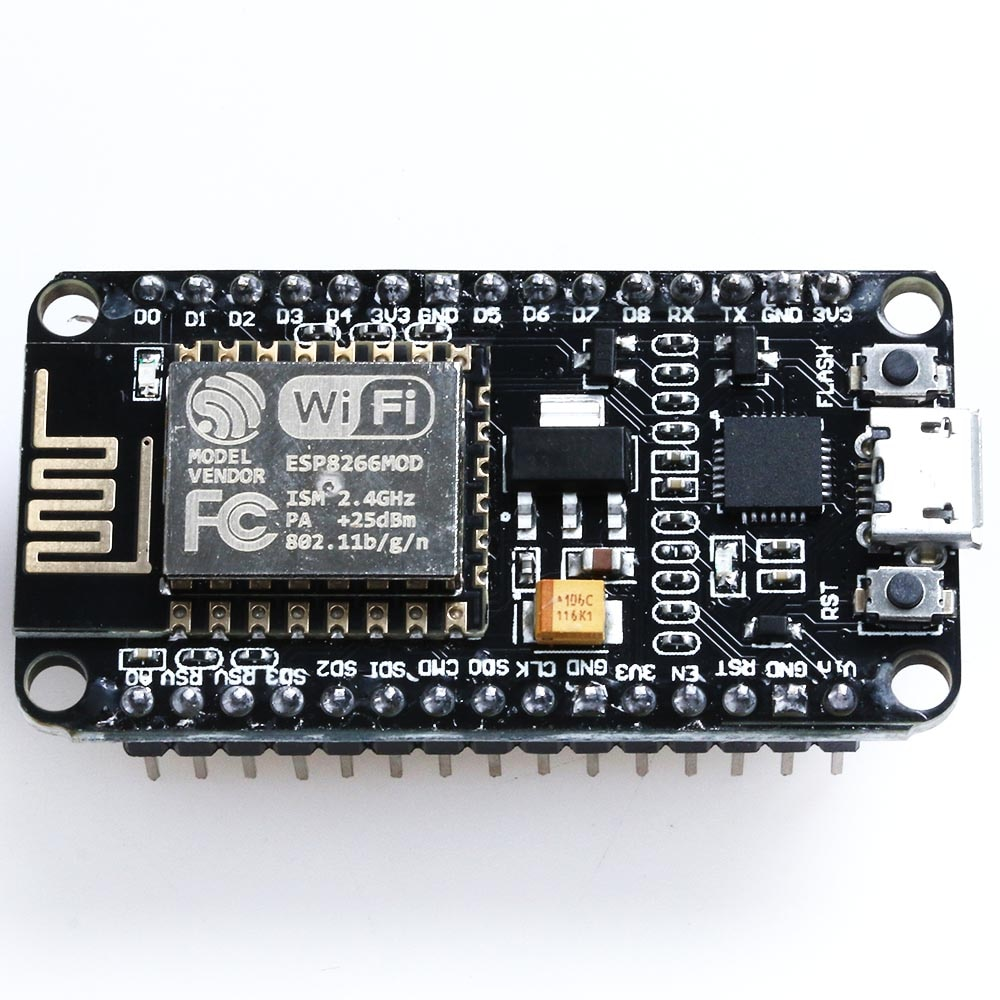 D0 D1 D2 D3 D4 3V3 GND D5 D6 D7 D8 RX TX GND 3V3
FLASH
WiFi
MODEL
VENDOR
ESP8266MOD
FC
ISM 2.4GHz
PA +25dBm
802.11b/g/n
106C
116K1
RST
A0 RSV RSV SD3 SD2 SD1 CMD SD0 CLK GND 3V3 EN RST GND Vin